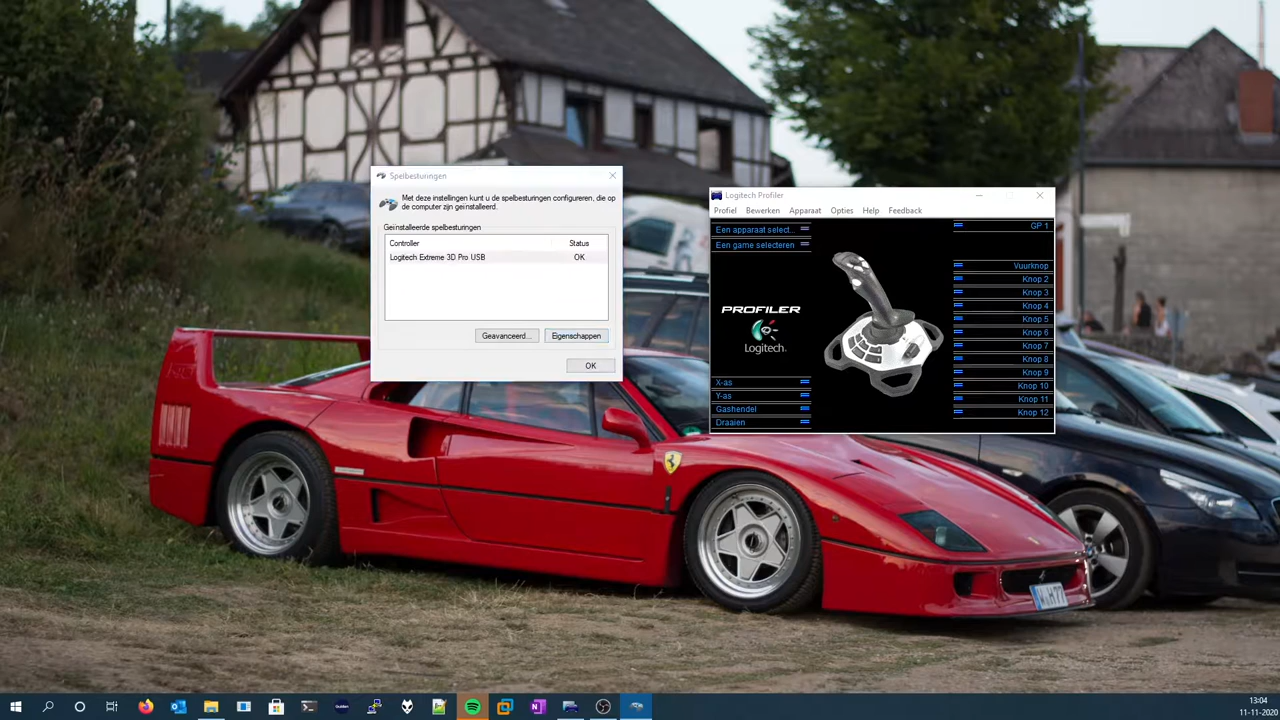 Spelbesturingen
Met deze instellingen kunt u de spelbesturingen configureren, die op
de computer zijn geïnstalleerd.
Geïnstalleerde spelbesturingen
Controller Status
Logitech Extreme 3D Pro USB OK
Geavanceerd... Eigenschappen
OK
Logitech Profiler
Profiel Bewerken Apparaat Opties Help Feedback
Een apparaat select...
Een game selecteren
PROFILER
Logitech
X-as
Y-as
Gashendel
Draaien
GP 1
Vuurknop
Knop 2
Knop 3
Knop 4
Knop 5
Knop 6
Knop 7
Knop 8
Knop 9
Knop 10
Knop 11
Knop 12
13:04
11-11-2020